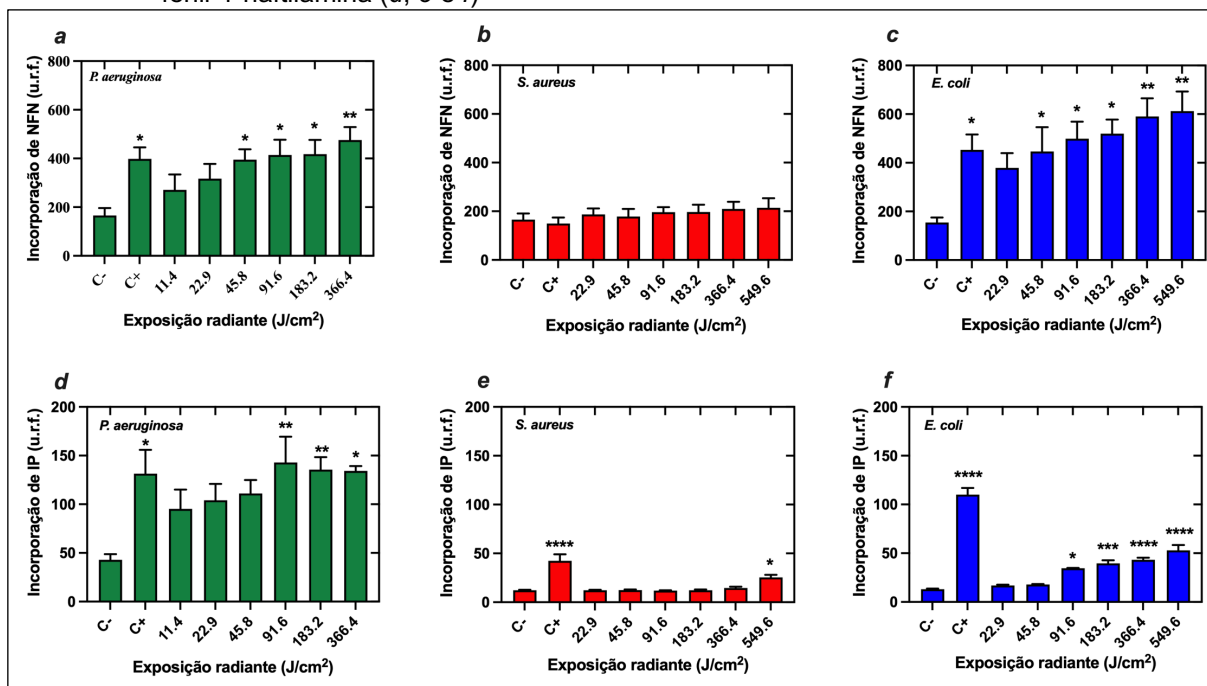 a
P. aeruginosa
Incorporação de NFN (u.r.f.)
800
600
400
200
0
* * * * **
C- C+ 11.4 22.9 45.8 91.6 183.2 366.4
Exposição radiante (J/cm²)
b
S. aureus
Incorporação de NFN (u.r.f.)
800
600
400
200
0
C- C+ 22.9 45.8 91.6 183.2 366.4 549.6
Exposição radiante (J/cm²)
c
E. coli
Incorporação de NFN (u.r.f.)
800
600
400
200
0
* * * * ** **
C- C+ 22.9 45.8 91.6 183.2 366.4 549.6
Exposição radiante (J/cm²)
d
P. aeruginosa
Incorporação de IP (u.r.f.)
200
150
100
50
0
* ** ** *
C- C+ 11.4 22.9 45.8 91.6 183.2 366.4
Exposição radiante (J/cm²)
e
S. aureus
Incorporação de IP (u.r.f.)
200
150
100
50
0
**** *
C- C+ 22.9 45.8 91.6 183.2 366.4 549.6
Exposição radiante (J/cm²)
f
E. coli
Incorporação de IP (u.r.f.)
200
150
100
50
0
**** * *** **** ****
C- C+ 22.9 45.8 91.6 183.2 366.4 549.6
Exposição radiante (J/cm²)